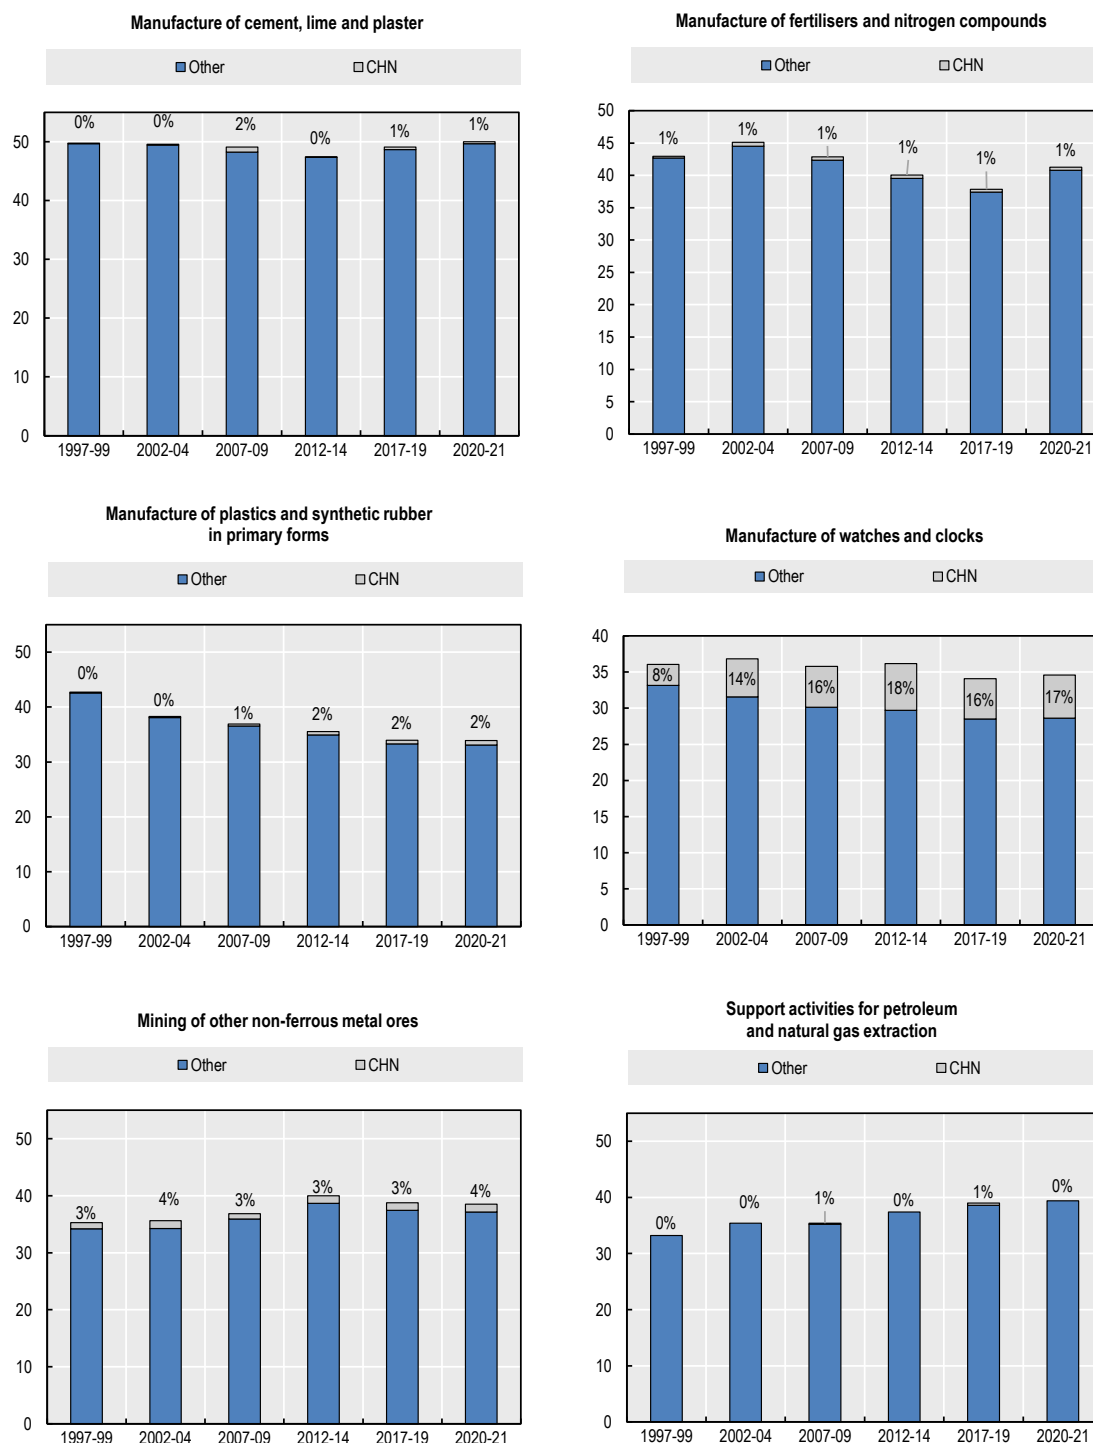 Manufacture of cement, lime and plaster
Other CHN
50
40
30
20
10
0
0% 0% 2% 0% 1% 1%
1997-99 2002-04 2007-09 2012-14 2017-19 2020-21
Manufacture of fertilisers and nitrogen compounds
Other CHN
50
45
40
35
30
25
20
15
10
5
0
1% 1% 1% 1% 1% 1%
1997-99 2002-04 2007-09 2012-14 2017-19 2020-21
Manufacture of plastics and synthetic rubber
in primary forms
Other CHN
50
40
30
20
10
0
0% 0% 1% 2% 2% 2%
1997-99 2002-04 2007-09 2012-14 2017-19 2020-21
Manufacture of watches and clocks
Other CHN
40
35
30
25
20
15
10
5
0
8% 14% 16% 18% 16% 17%
1997-99 2002-04 2007-09 2012-14 2017-19 2020-21
Mining of other non-ferrous metal ores
Other CHN
50
40
30
20
10
0
3% 4% 3% 3% 3% 4%
1997-99 2002-04 2007-09 2012-14 2017-19 2020-21
Support activities for petroleum
and natural gas extraction
Other CHN
50
40
30
20
10
0
0% 0% 1% 0% 1% 0%
1997-99 2002-04 2007-09 2012-14 2017-19 2020-21